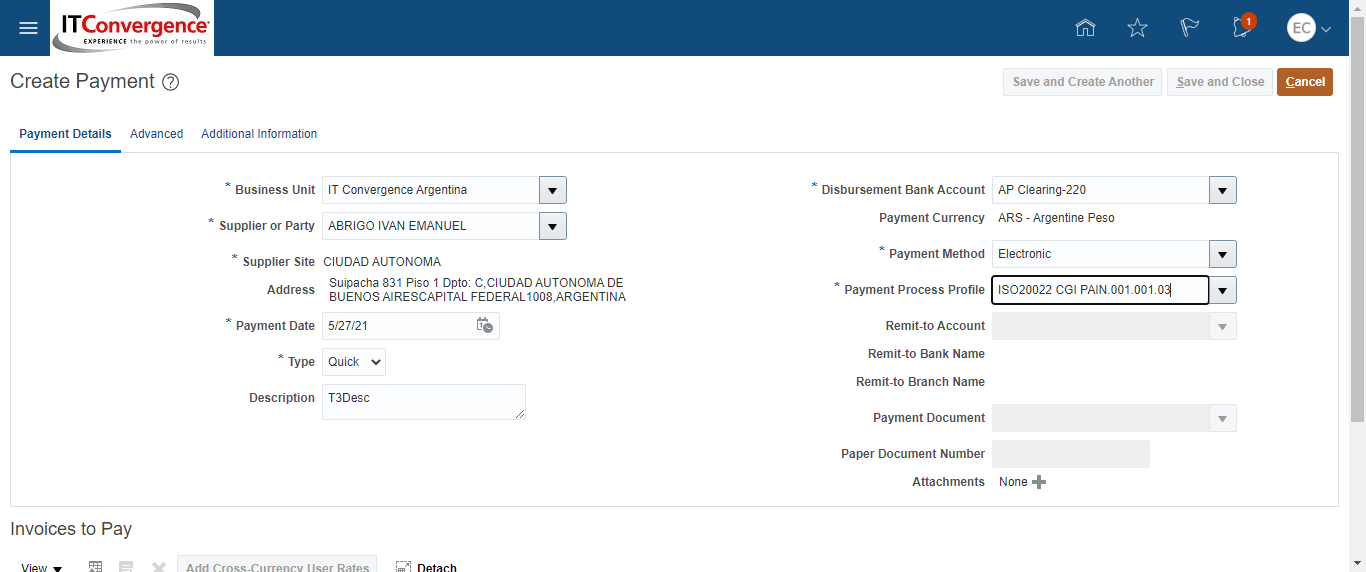 ITConvergence
EXPERIENCE the power of results
1
EC
Create Payment ?
Save and Create Another
Save and Close
Cancel
Payment Details
Advanced
Additional Information
* Business Unit IT Convergence Argentina
* Supplier or Party ABRIGO IVAN EMANUEL
* Supplier Site CIUDAD AUTONOMA
Address Suipacha 831 Piso 1 Dpto: C,CIUDAD AUTONOMA DE
BUENOS AIRESCAPITAL FEDERAL1008,ARGENTINA
* Payment Date 5/27/21
* Type Quick
Description T3Desc
* Disbursement Bank Account AP Clearing-220
Payment Currency ARS - Argentine Peso
* Payment Method Electronic
* Payment Process Profile ISO20022 CGI PAIN.001.001.03
Remit-to Account
Remit-to Bank Name
Remit-to Branch Name
Payment Document
Paper Document Number
Attachments None
Invoices to Pay
View
Add Cross-Currency User Rates
Detach